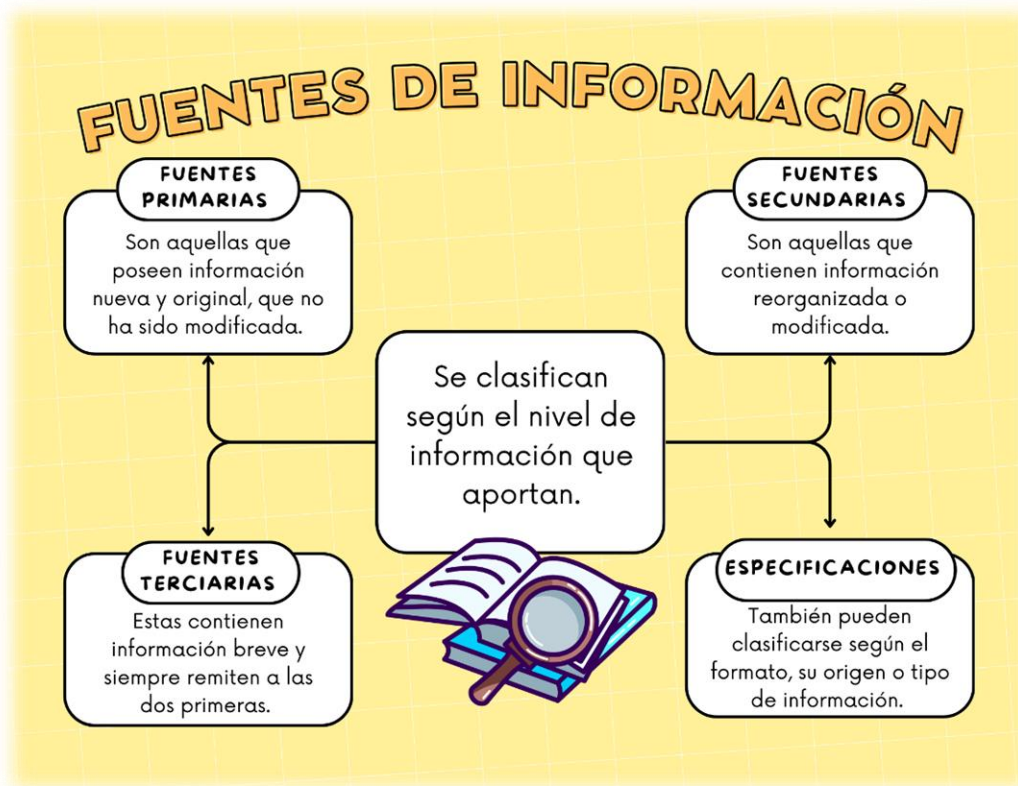 FUENTES DE INFORMACIÓN
FUENTES
PRIMARIAS
Son aquellas que
poseen información
nueva y original, que no
ha sido modificada.
FUENTES
SECUNDARIAS
Son aquellas que
contienen información
reorganizada o
modificada.
Se clasifican
según el nivel de
información que
aportan.
FUENTES
TERCIARIAS
Estas contienen
información breve y
siempre remiten a las
dos primeras.
ESPECIFICACIONES
También pueden
clasificarse según el
formato, su origen o tipo
de información.